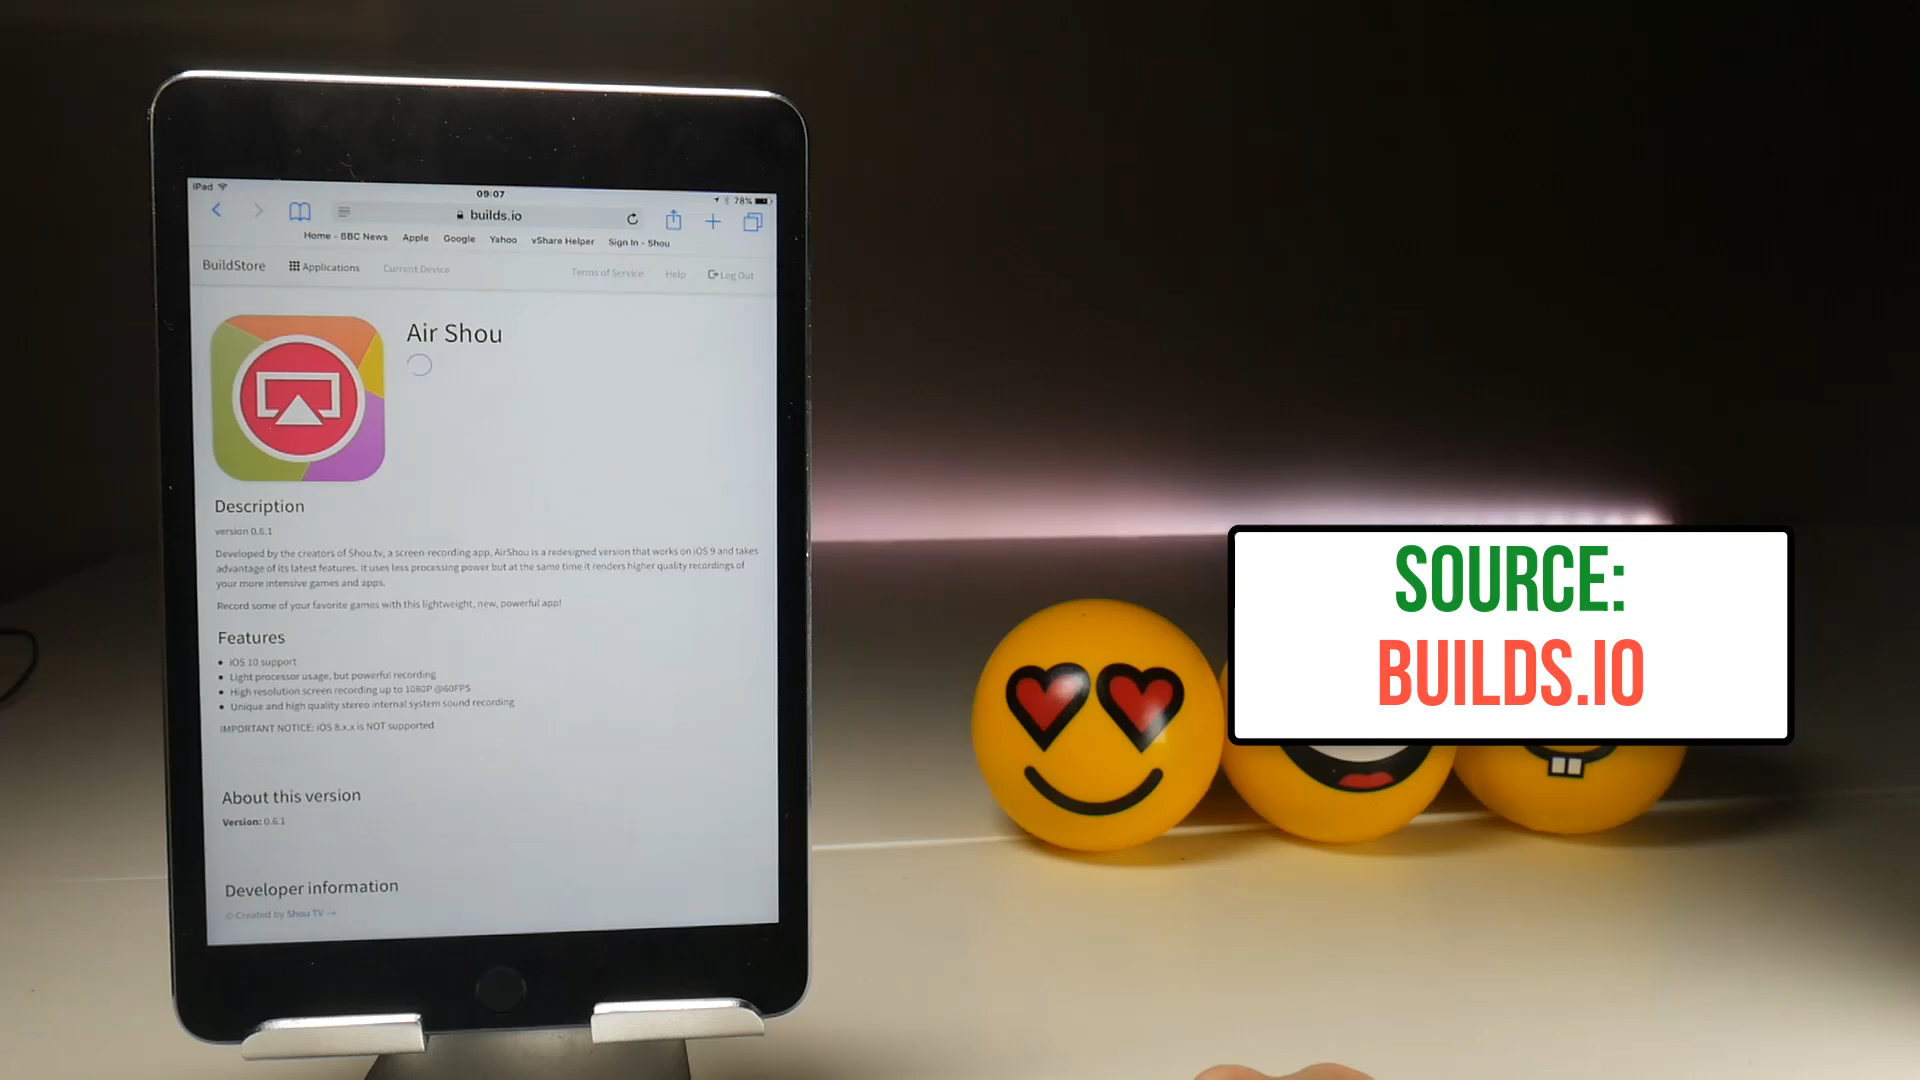 iPad
09:07
78%
builds.io
Home - BBC News Apple Google Yahoo vShare Helper Sign In - Shou
BuildStore Applications Current Device Terms of Service Help Log Out
Air Shou
Description
version 0.6.1
Developed by the creators of Shou.tv, a screen-recording app, AirShou is a redesigned version that works on iOS 9 and takes
advantage of its latest features. It uses less processing power but at the same time it renders higher quality recordings of
your more intensive games and apps.
Record some of your favorite games with this lightweight, new, powerful app!
Features
• iOS 10 support
• Light processor usage, but powerful recording
• High resolution screen recording up to 1080P @60FPS
• Unique and high quality stereo internal system sound recording
IMPORTANT NOTICE: iOS 8.x.x is NOT supported
About this version
Version: 0.6.1
Developer information
© Created by Shou TV →
SOURCE:
BUILDS.IO